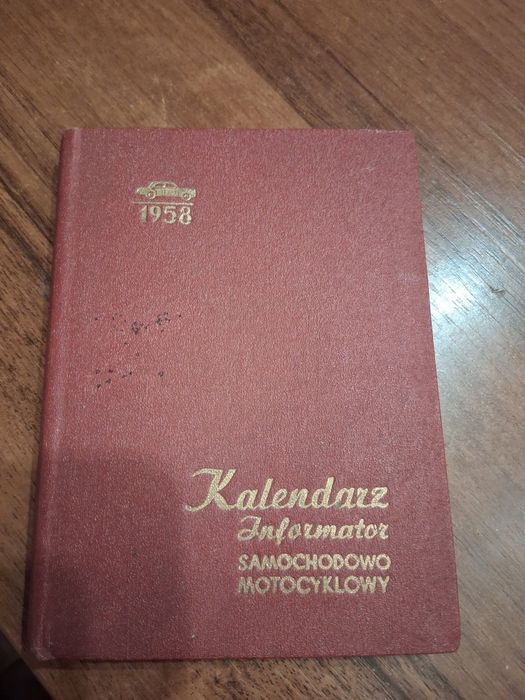 1958
Kalendarz
Informator
SAMOCHODOWO
MOTOCYKLOWY